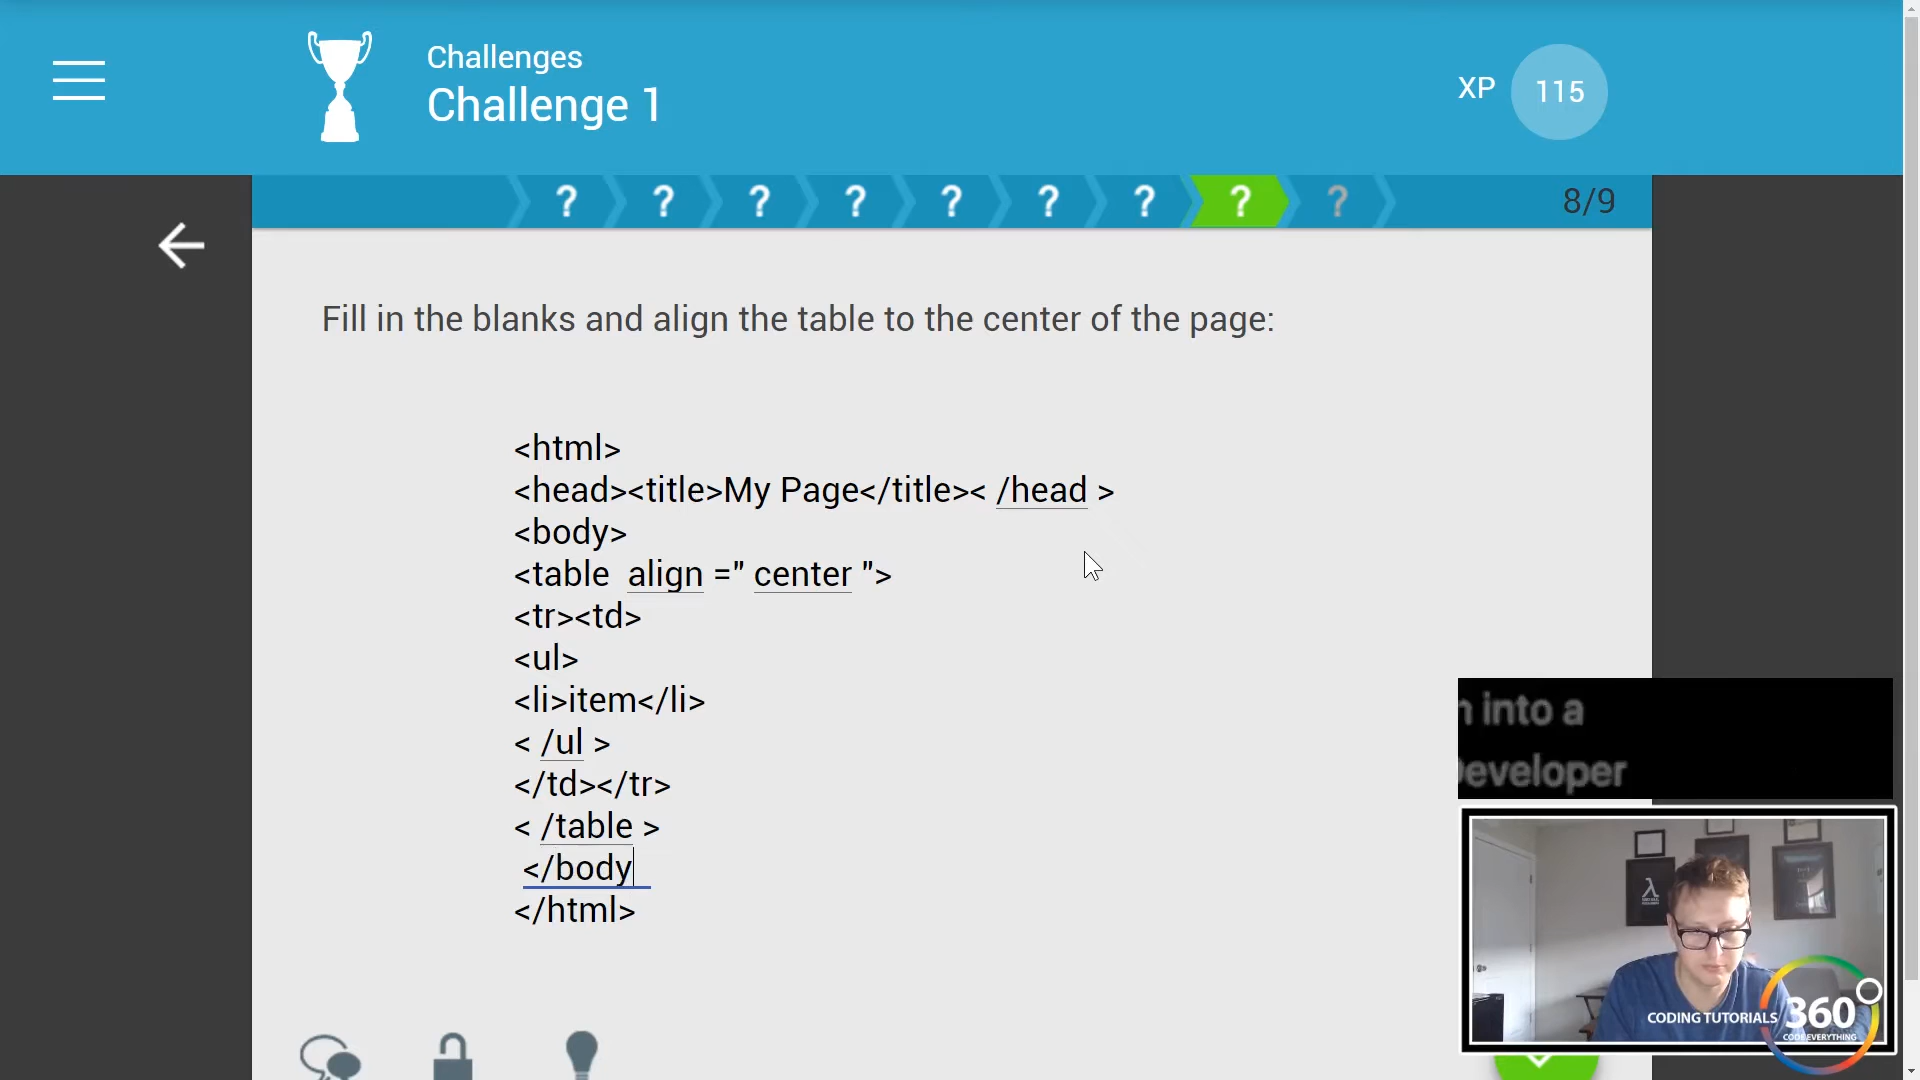 Challenges
Challenge 1
XP 115
? ? ? ? ? ? ? ? ? 8/9
Fill in the blanks and align the table to the center of the page:
<html>
<head><title>My Page</title>< /head >
<body>
<table align =" center ">
<tr><td>
<ul>
<li>item</li>
< /ul >
</td></tr>
< /table >
</body
</html>
into a
Developer
CODING TUTORIALS 360
CODE EVERYTHING